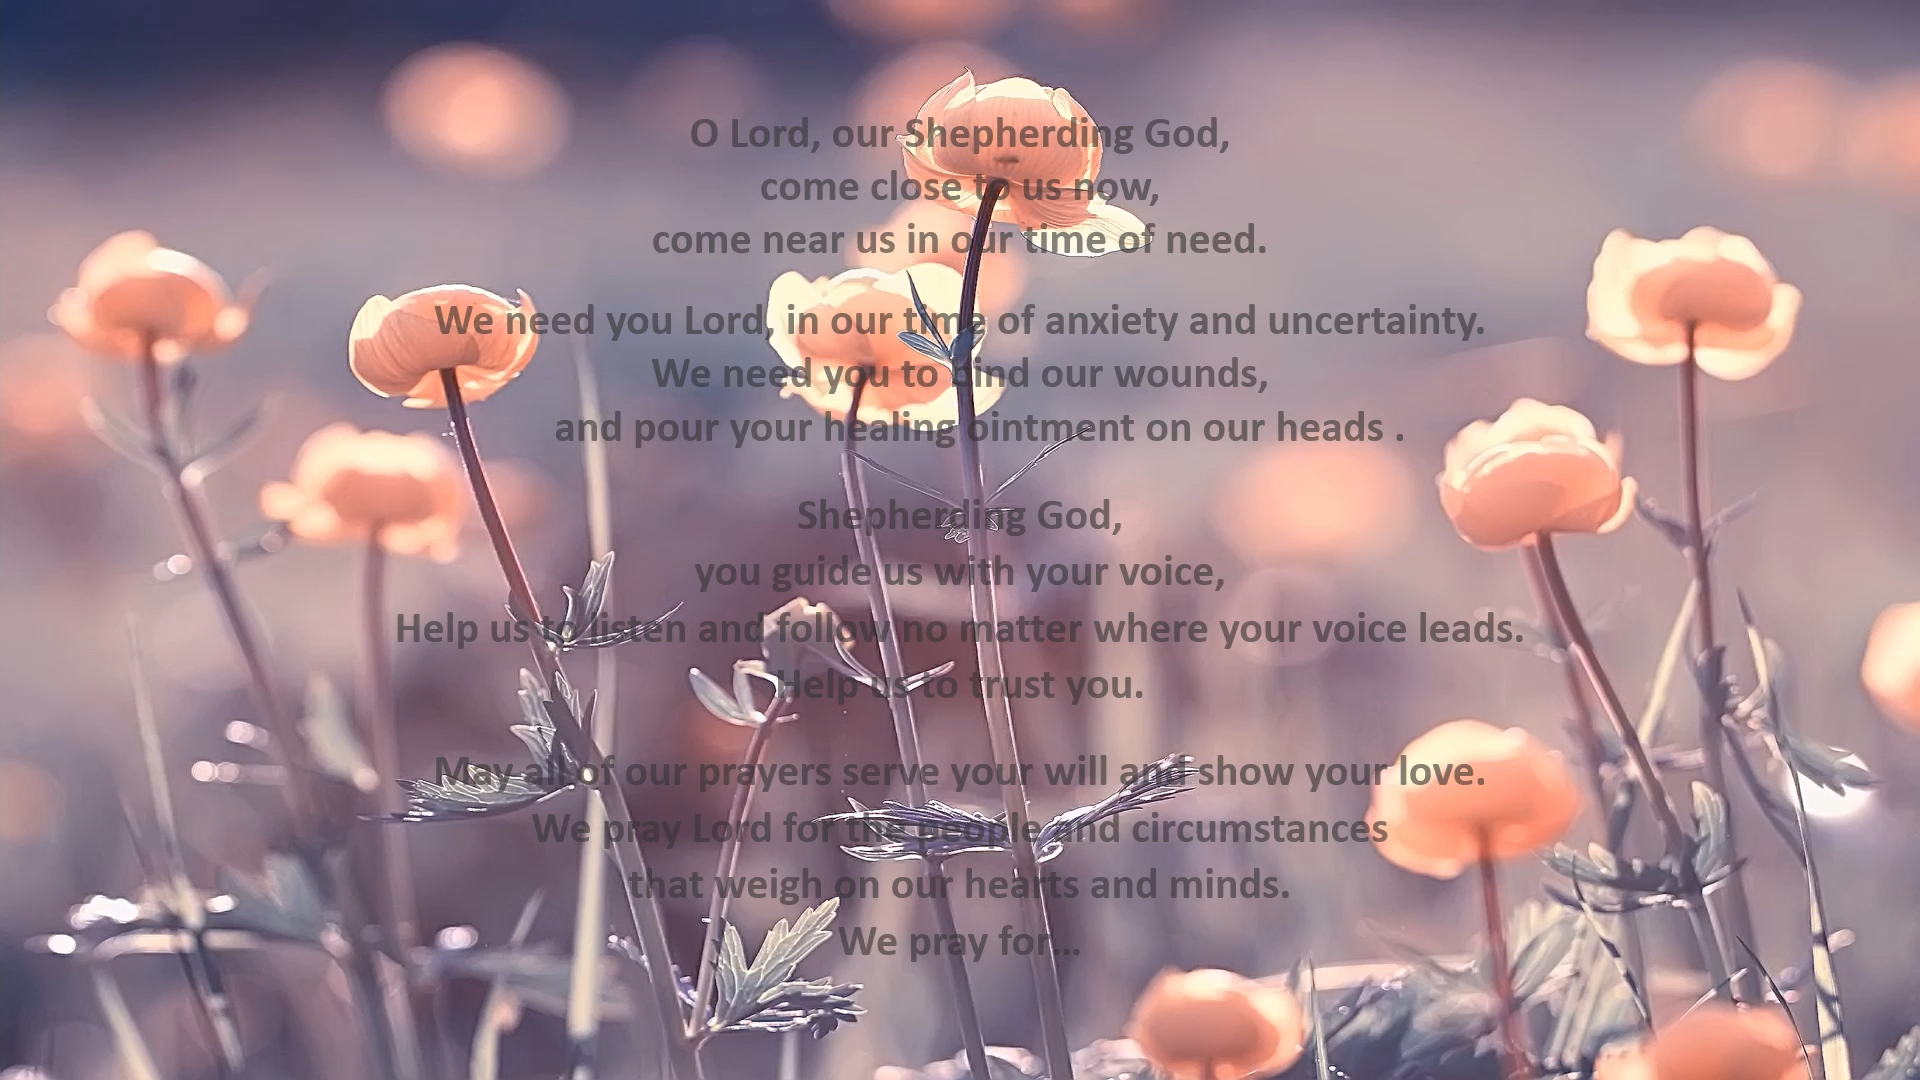 O Lord, our Shepherding God,
come close to us now,
come near us in our time of need.
We need you Lord, in our time of anxiety and uncertainty.
We need you to bind our wounds,
and pour your healing ointment on our heads .
Shepherding God,
you guide us with your voice,
Help us to listen and follow no matter where your voice leads.
Help us to trust you.
May all of our prayers serve your will and show your love.
We pray Lord for the people and circumstances
that weigh on our hearts and minds.
We pray for...